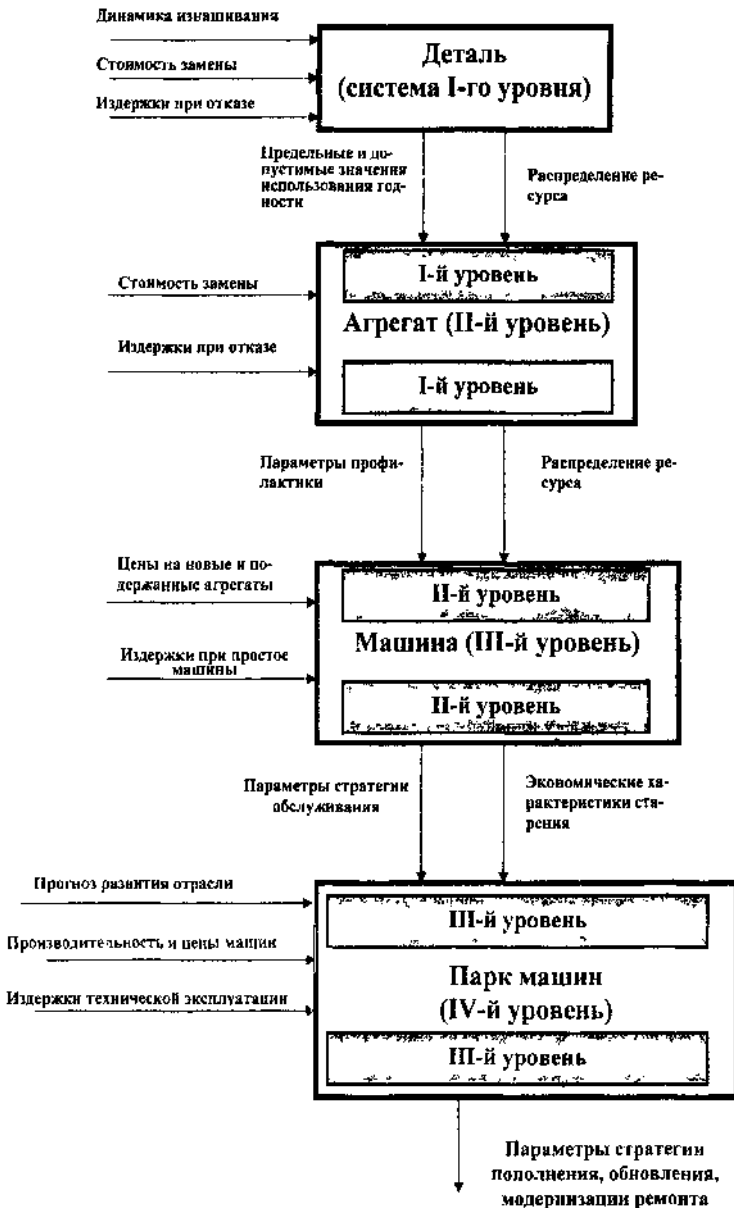 Динамика изнашивания
Стоимость замены
Издержки при отказе
Деталь
(система I-го уровня)
Предельные и до-
пустимые значения
использования год-
ности
Распределение ре-
сурса
Стоимость замены
Издержки при отказе
I-й уровень
Агрегат (II-й уровень)
I-й уровень
Параметры профи-
лактики
Распределение ре-
сурса
Цены на новые и по-
держанные агрегаты
Издержки при простое
машины
II-й уровень
Машина (III-й уровень)
II-й уровень
Параметры стратегии
обслуживания
Экономические ха-
рактеристики ста-
рения
Прогноз развития отрасли
Производительность и цены машин
Издержки технической эксплуатации
III-й уровень
Парк машин
(IV-й уровень)
III-й уровень
Параметры стратегии
пополнения, обновления,
модернизации ремонта